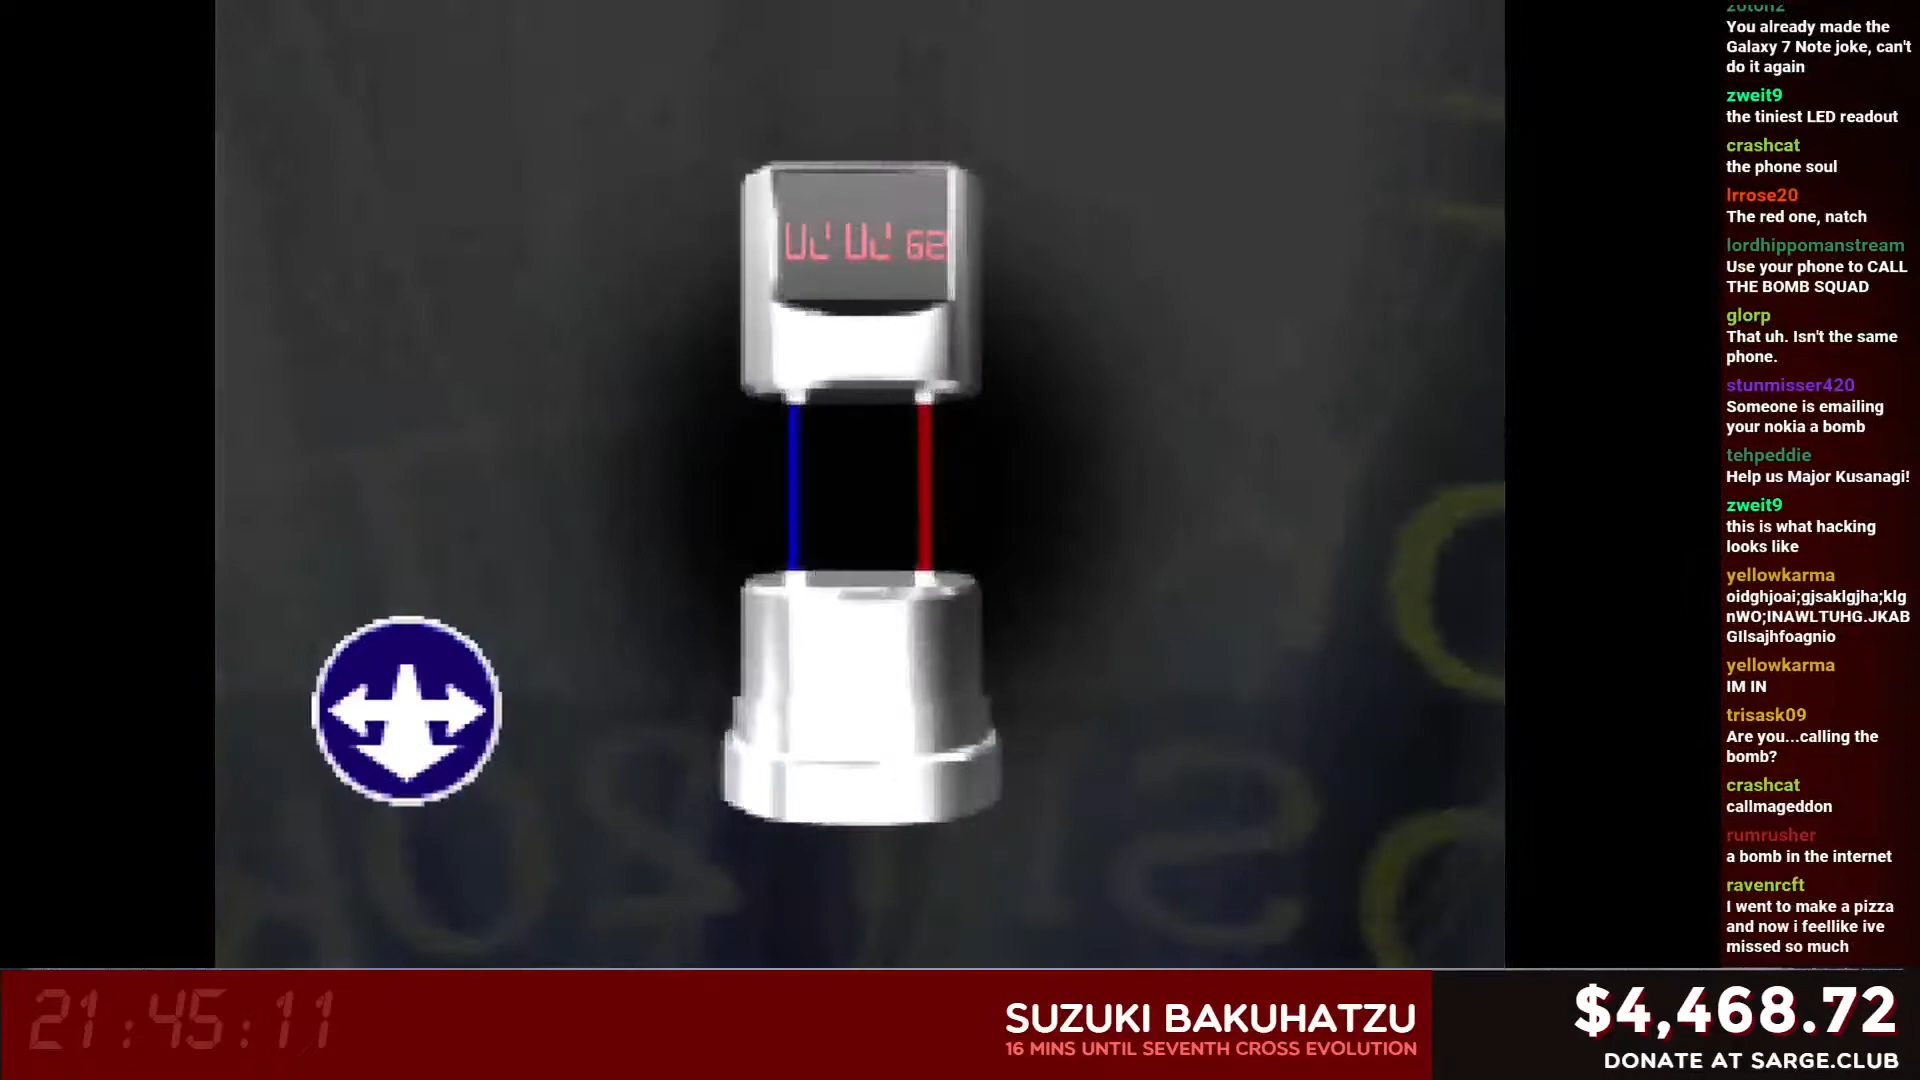 zoton2
You already made the
Galaxy 7 Note joke, can't
do it again
zweit9
the tiniest LED readout
crashcat
the phone soul
lrrose20
The red one, natch
lordhippomanstream
Use your phone to CALL
THE BOMB SQUAD
glorp
That uh. Isn't the same
phone.
stunmisser420
Someone is emailing
your nokia a bomb
tehpeddie
Help us Major Kusanagi!
zweit9
this is what hacking
looks like
yellowkarma
oidghjoai;gjsaklgjha;klg
nWO;INAWLTUHG.JKAB
GIlsajhfoagnio
yellowkarma
IM IN
trisask09
Are you...calling the
bomb?
crashcat
callmageddon
rumrusher
a bomb in the internet
ravenrcft
I went to make a pizza
and now i feellike ive
missed so much
21:45:11
SUZUKI BAKUHATZU
16 MINS UNTIL SEVENTH CROSS EVOLUTION
$4,468.72
DONATE AT SARGE.CLUB